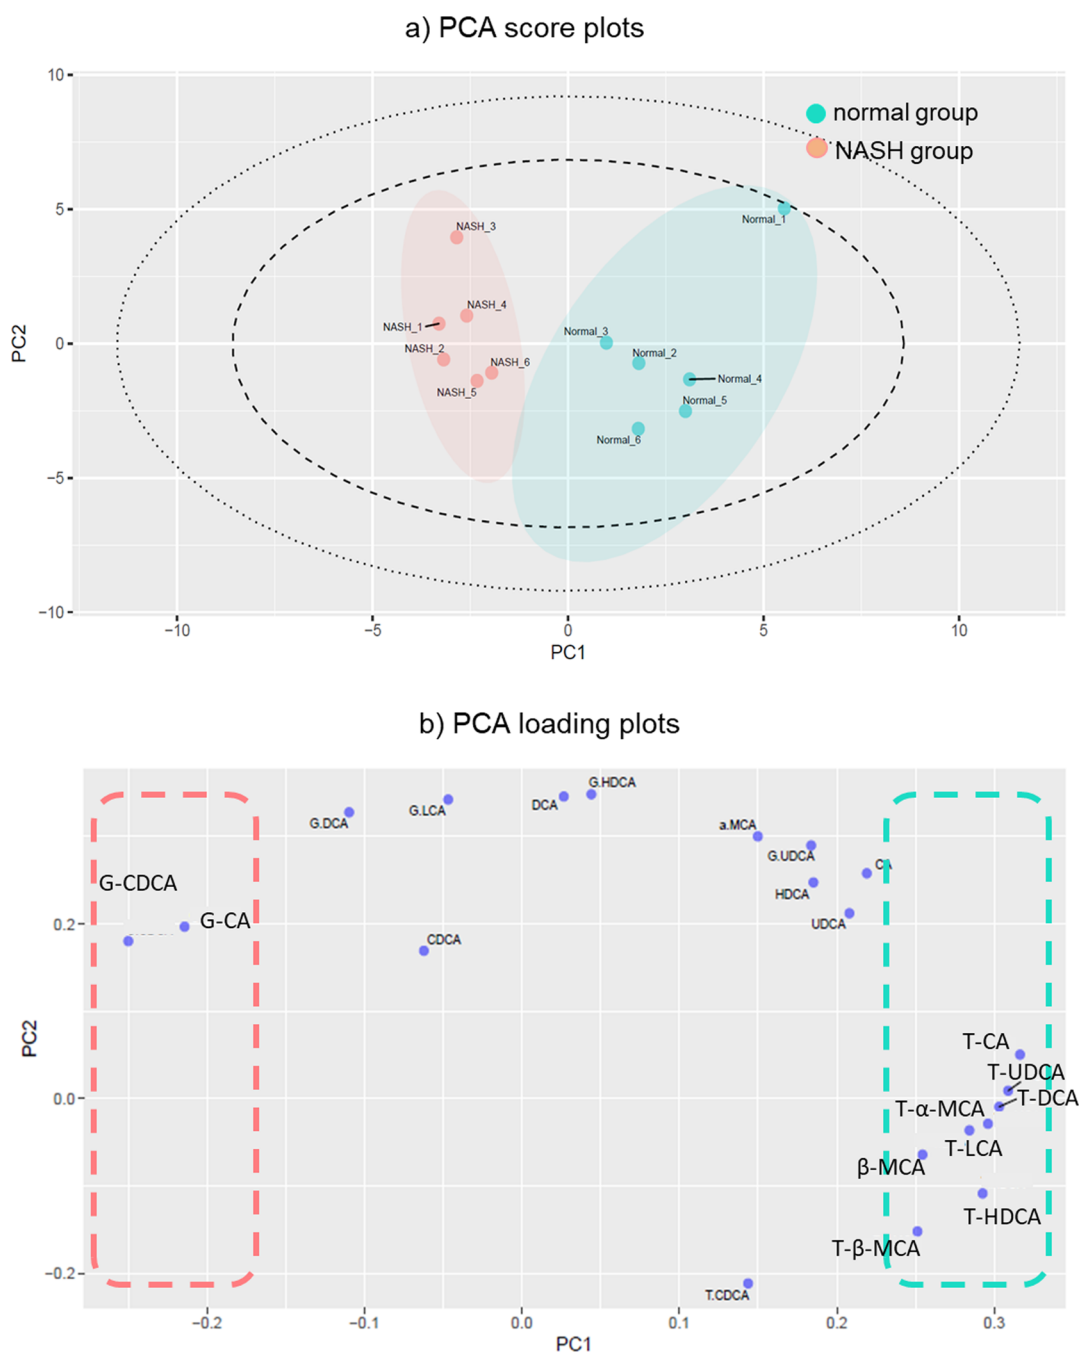 a) PCA score plots
10
normal group
NASH group
5
Normal_1
NASH_3
NASH_4
NASH_1
Normal_3
PC2
0
NASH_2
Normal_2
NASH_6
Normal_4
NASH_5
Normal_5
Normal_6
−5
−10
−10
−5
0
5
10
PC1
b) PCA loading plots
G.HDCA
G.LCA
DCA
G.DCA
a.MCA
G.UDCA
CA
G-CDCA
HDCA
G-CA
0.2
UDCA
CDCA
PC2
T-CA
T-UDCA
0.0
T-DCA
T-α-MCA
T-LCA
β-MCA
T-HDCA
T-β-MCA
−0.2
T.CDCA
−0.2
−0.1
0.0
0.1
0.2
0.3
PC1